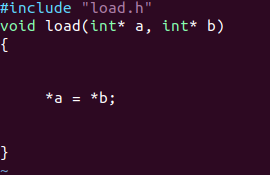 #include "load.h"
void load(int* a, int* b)
{
*a = *b;
}
~